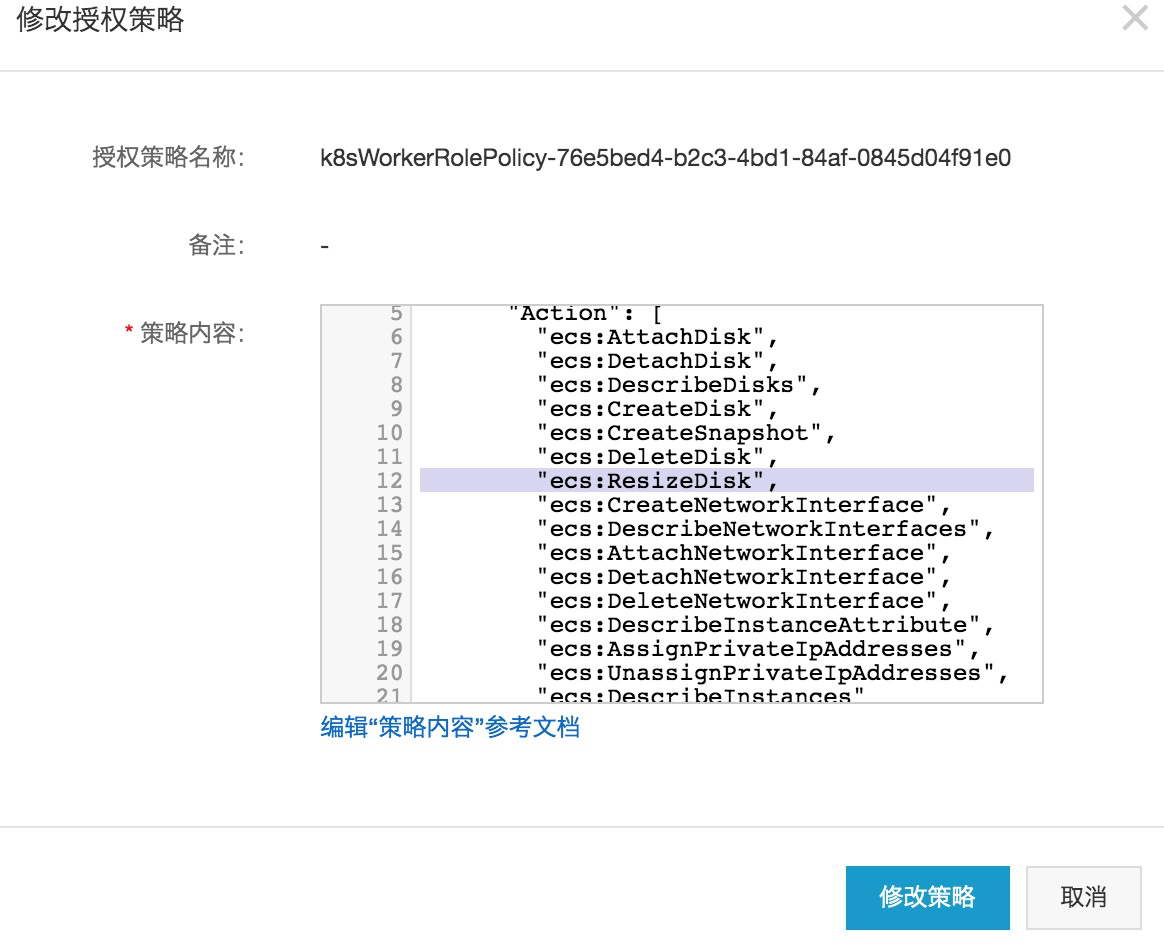 修改授权策略
授权策略名称: k8sWorkerRolePolicy-76e5bed4-b2c3-4bd1-84af-0845d04f91e0
备注: -
* 策略内容:
5 "Action": [
6 "ecs:AttachDisk",
7 "ecs:DetachDisk",
8 "ecs:DescribeDisks",
9 "ecs:CreateDisk",
10 "ecs:CreateSnapshot",
11 "ecs:DeleteDisk",
12 "ecs:ResizeDisk",
13 "ecs:CreateNetworkInterface",
14 "ecs:DescribeNetworkInterfaces",
15 "ecs:AttachNetworkInterface",
16 "ecs:DetachNetworkInterface",
17 "ecs:DeleteNetworkInterface",
18 "ecs:DescribeInstanceAttribute",
19 "ecs:AssignPrivateIpAddresses",
20 "ecs:UnassignPrivateIpAddresses",
21 "ecs:DescribeInstances"
编辑“策略内容”参考文档
修改策略 取消